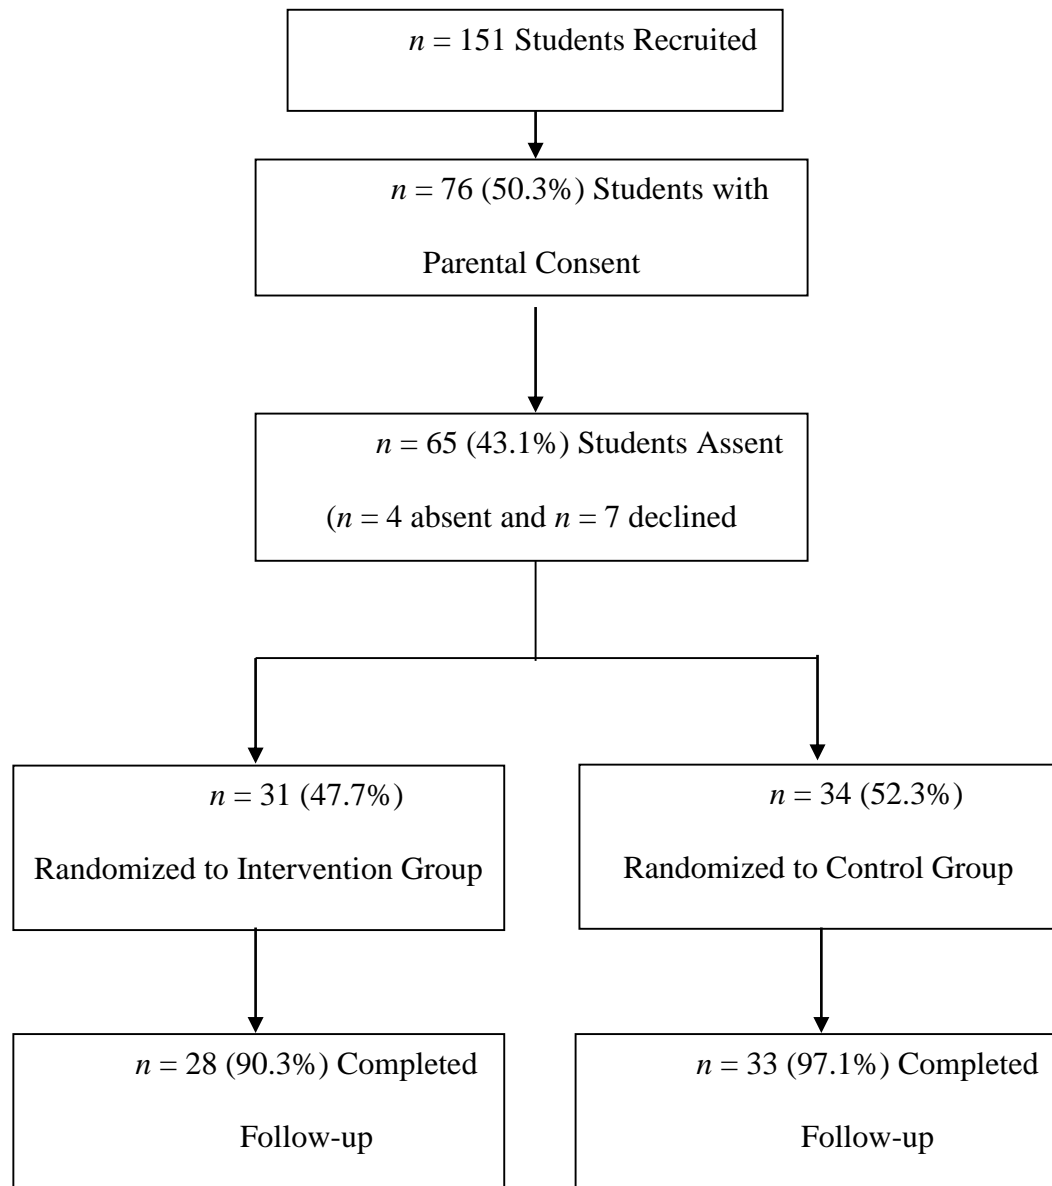 n = 151 Students Recruited
n = 76 (50.3%) Students with
Parental Consent
n = 65 (43.1%) Students Assent
(n = 4 absent and n = 7 declined
n = 31 (47.7%)
Randomized to Intervention Group
n = 34 (52.3%)
Randomized to Control Group
n = 28 (90.3%) Completed
Follow-up
n = 33 (97.1%) Completed
Follow-up